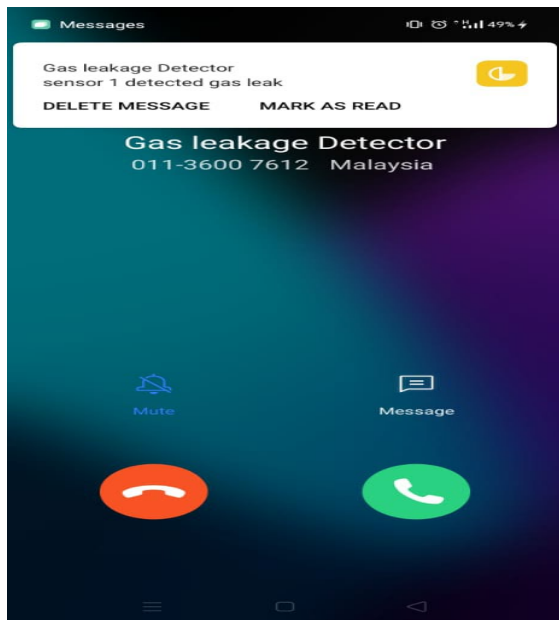 Messages
49%
Gas leakage Detector
sensor 1 detected gas leak
DELETE MESSAGE MARK AS READ
Gas leakage Detector
011-3600 7612 Malaysia
Mute Message